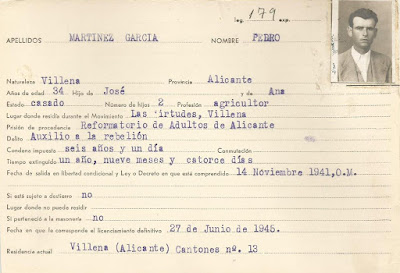 leg. 179 exp.
APELLIDOS MARTINEZ GARCIA NOMBRE PEDRO
Naturaleza Villena Provincia Alicante
Años de edad 34 Hijo de José y de Ana
Estado casado Número de hijos 2 Profesión agricultor
Lugar donde residía durante el Movimiento Las irtudes, Villena
Prisión de procedencia Reformatorio de Adultos de Alicante
Delito Auxilio a la rebelión
Condena impuesta seis años y un día Conmutación
Tiempo extinguido un año, nueve meses y catorce días
Fecha de salida en libertad condicional y Ley o Decreto en que esté comprendido 14 Noviembre 1941,O.M.
Si está sujeto a destierro no
Lugar donde no pueda residir
Si perteneció a la masonería no
Fecha en que le corresponde el licenciamiento definitivo 27 de Junio de 1945.
Residencia actual Villena (Alicante) Cantones nº. 13